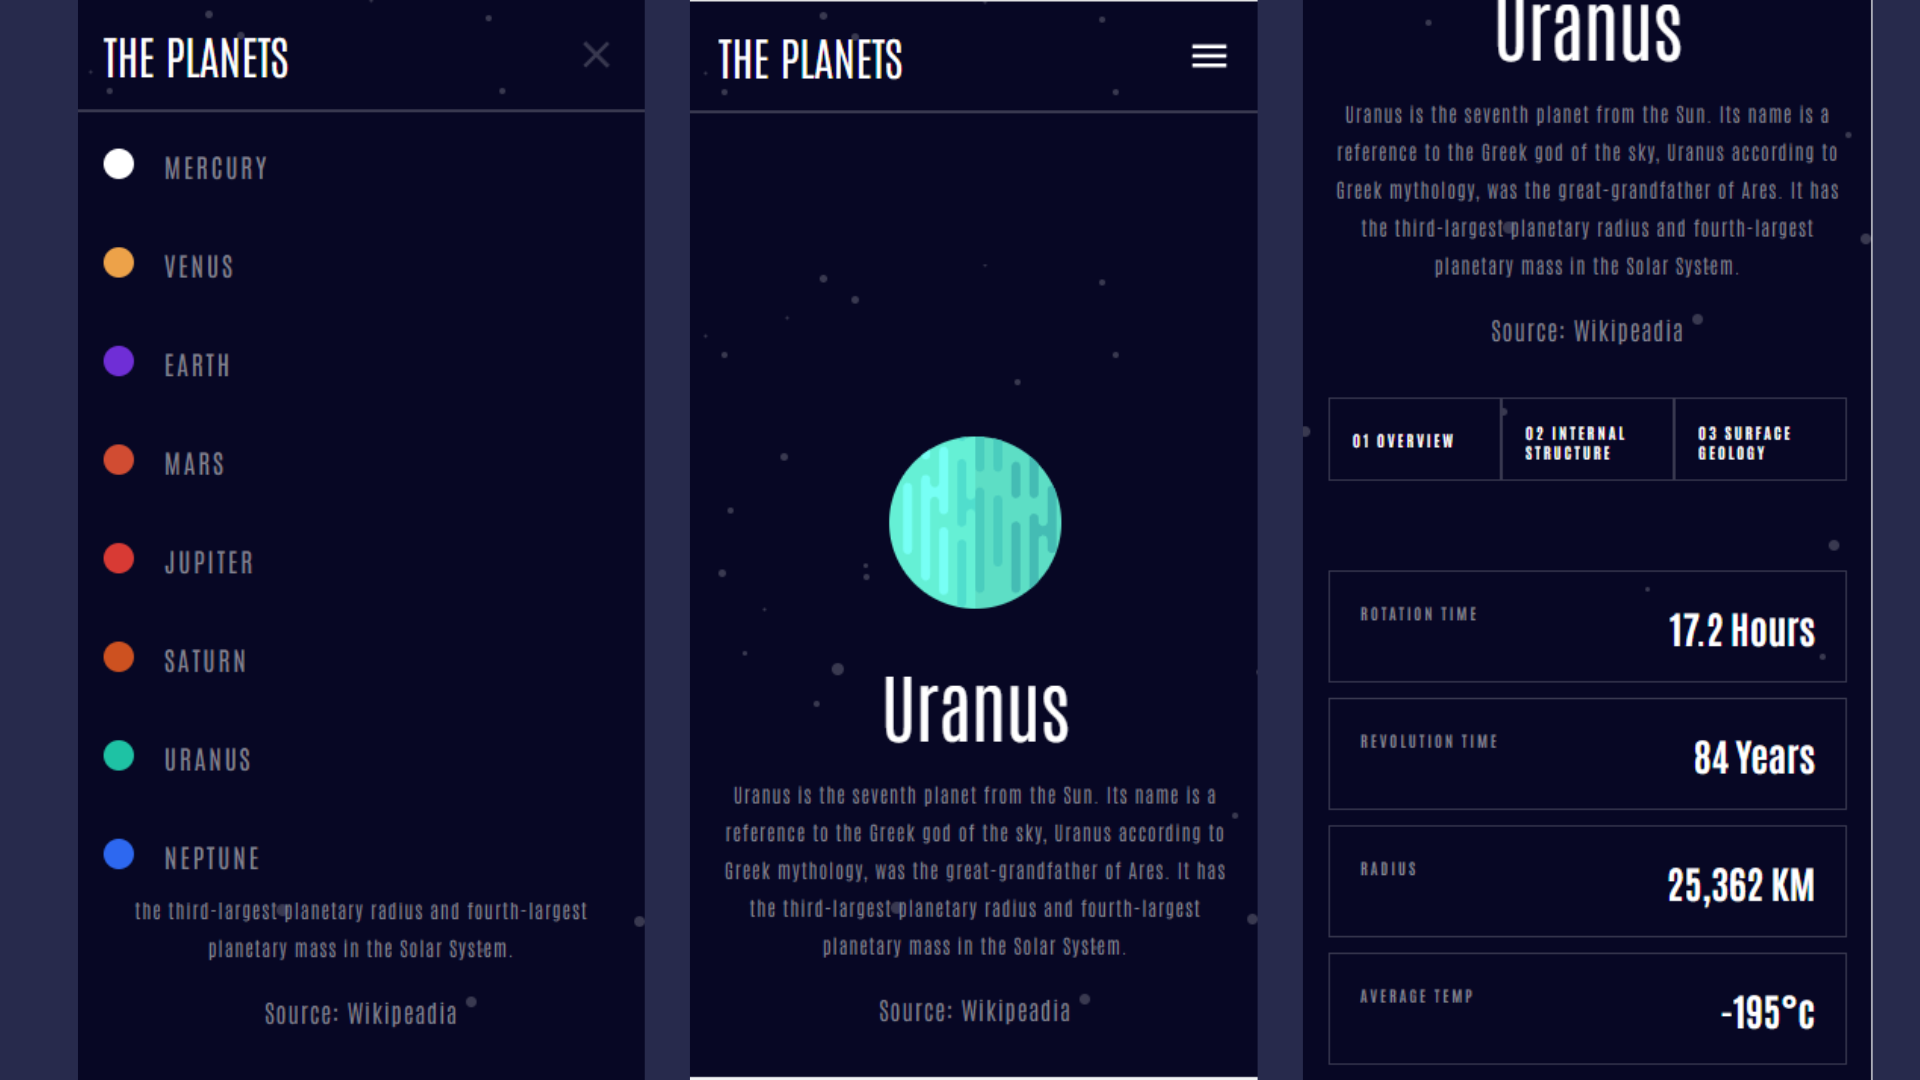 THE PLANETS
MERCURY
VENUS
EARTH
MARS
JUPITER
SATURN
URANUS
NEPTUNE
the third-largest planetary radius and fourth-largest
planetary mass in the Solar System.
Source: Wikipeadia
THE PLANETS
Uranus
Uranus is the seventh planet from the Sun. Its name is a
reference to the Greek god of the sky, Uranus according to
Greek mythology, was the great-grandfather of Ares. It has
the third-largest planetary radius and fourth-largest
planetary mass in the Solar System.
Source: Wikipeadia
Uranus
Uranus is the seventh planet from the Sun. Its name is a
reference to the Greek god of the sky, Uranus according to
Greek mythology, was the great-grandfather of Ares. It has
the third-largest planetary radius and fourth-largest
planetary mass in the Solar System.
Source: Wikipeadia
01 OVERVIEW
02 INTERNAL
STRUCTURE
03 SURFACE
GEOLOGY
ROTATION TIME
17.2 Hours
REVOLUTION TIME
84 Years
RADIUS
25,362 KM
AVERAGE TEMP
-195°c